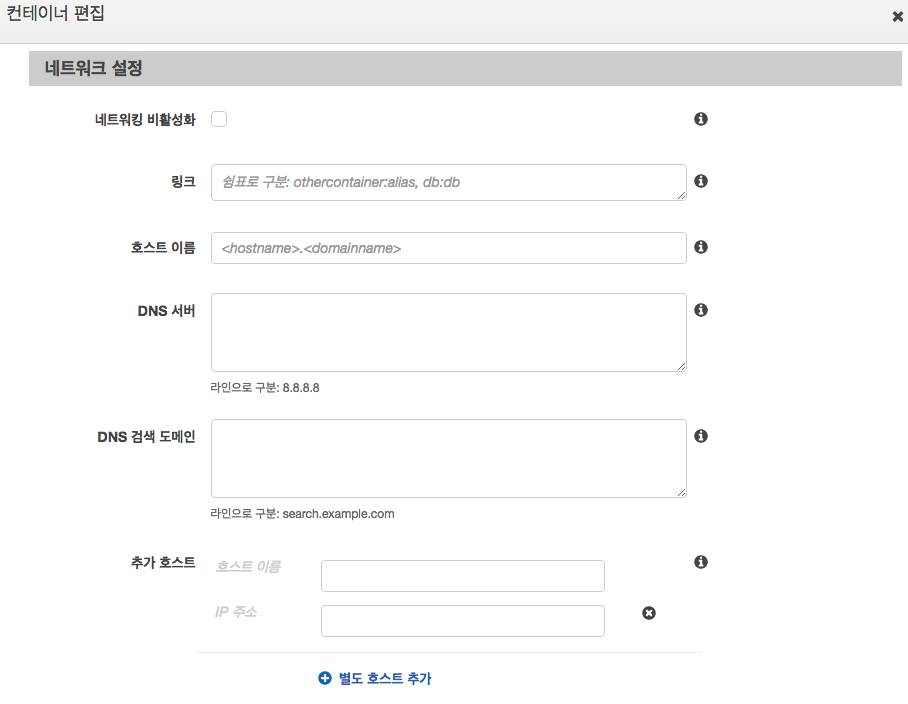 컨테이너 편집
네트워크 설정
네트워킹 비활성화
링크
쉼표로 구분: othercontainer:alias, db:db
호스트 이름
<hostname>.<domainname>
DNS 서버
라인으로 구분: 8.8.8.8
DNS 검색 도메인
라인으로 구분: search.example.com
추가 호스트
호스트 이름
IP 주소
별도 호스트 추가